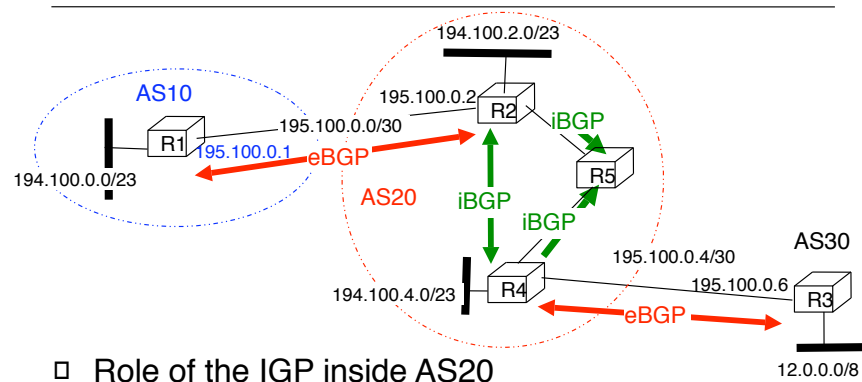 194.100.2.0/23
AS10
195.100.0.2
R2
R1
195.100.0.0/30
iBGP
195.100.0.1
eBGP
R5
194.100.0.0/23
AS20
iBGP
iBGP
AS30
195.100.0.4/30
194.100.4.0/23
R4
195.100.0.6
R3
eBGP
□ Role of the IGP inside AS20
12.0.0.0/8